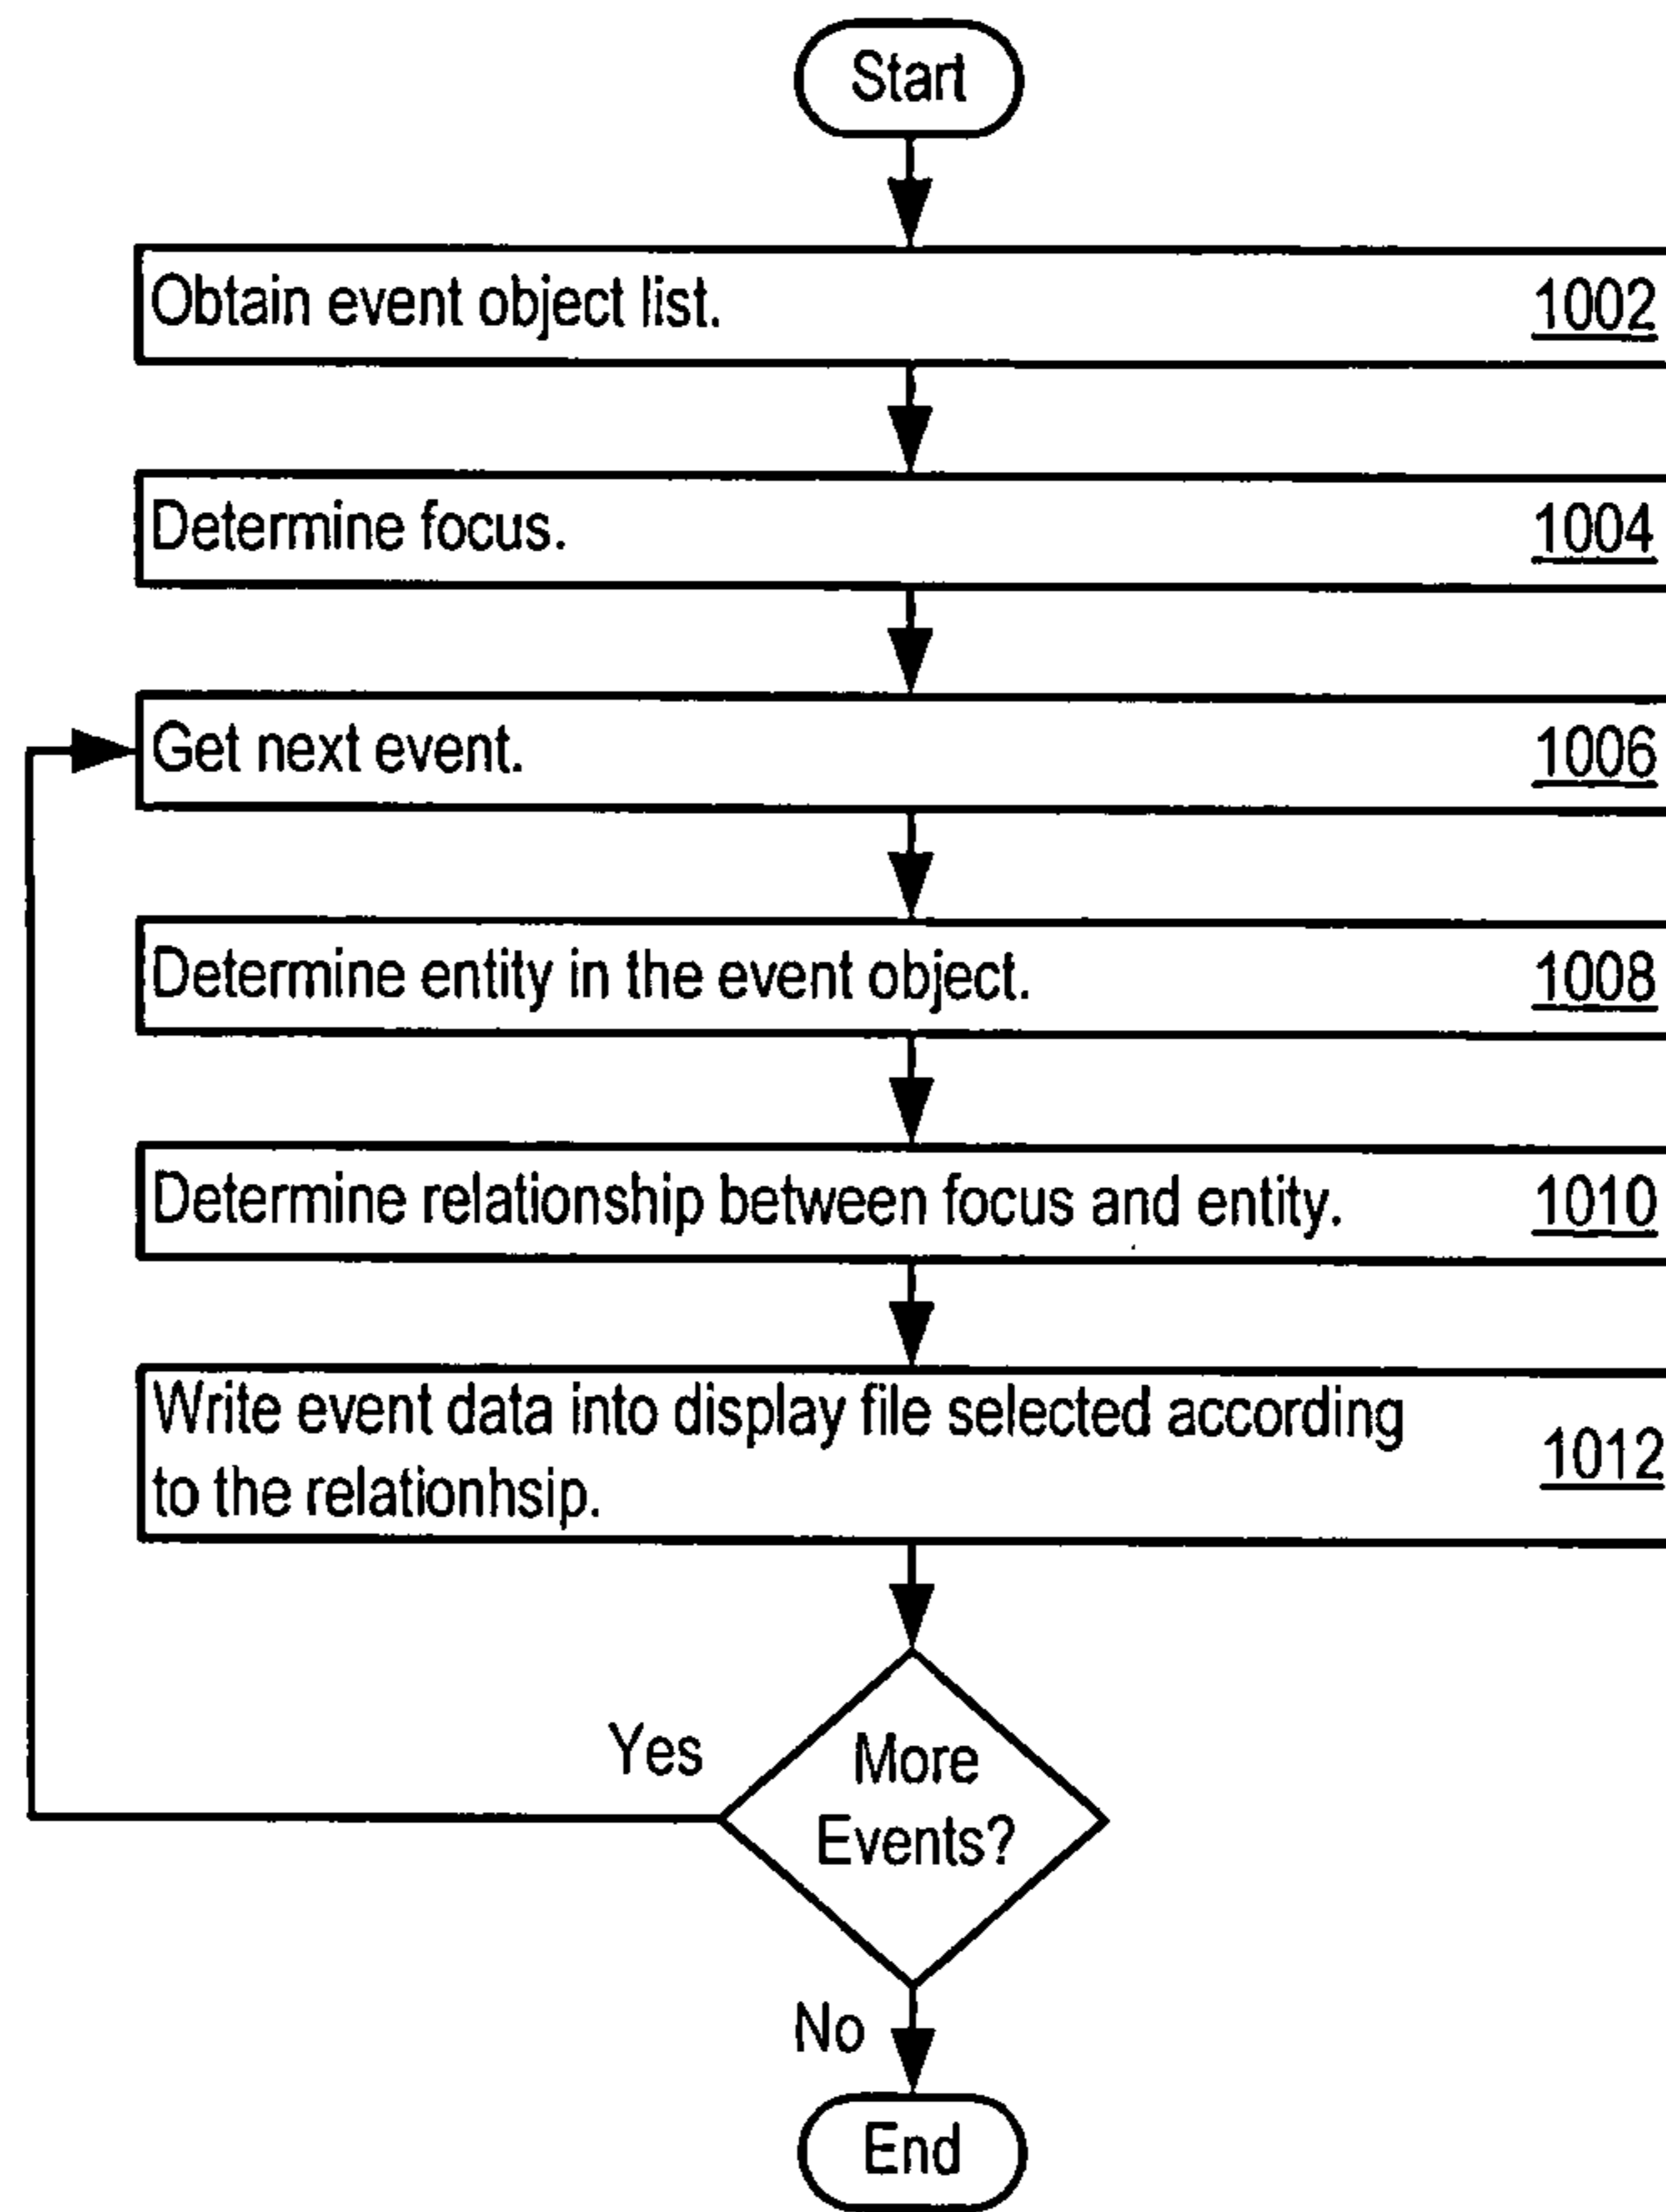 Start
Obtain event object list. 1002
Determine focus. 1004
Get next event. 1006
Determine entity in the event object. 1008
Determine relationship between focus and entity. 1010
Write event data into display file selected according
to the relationhsip. 1012
Yes
More
Events?
No
End